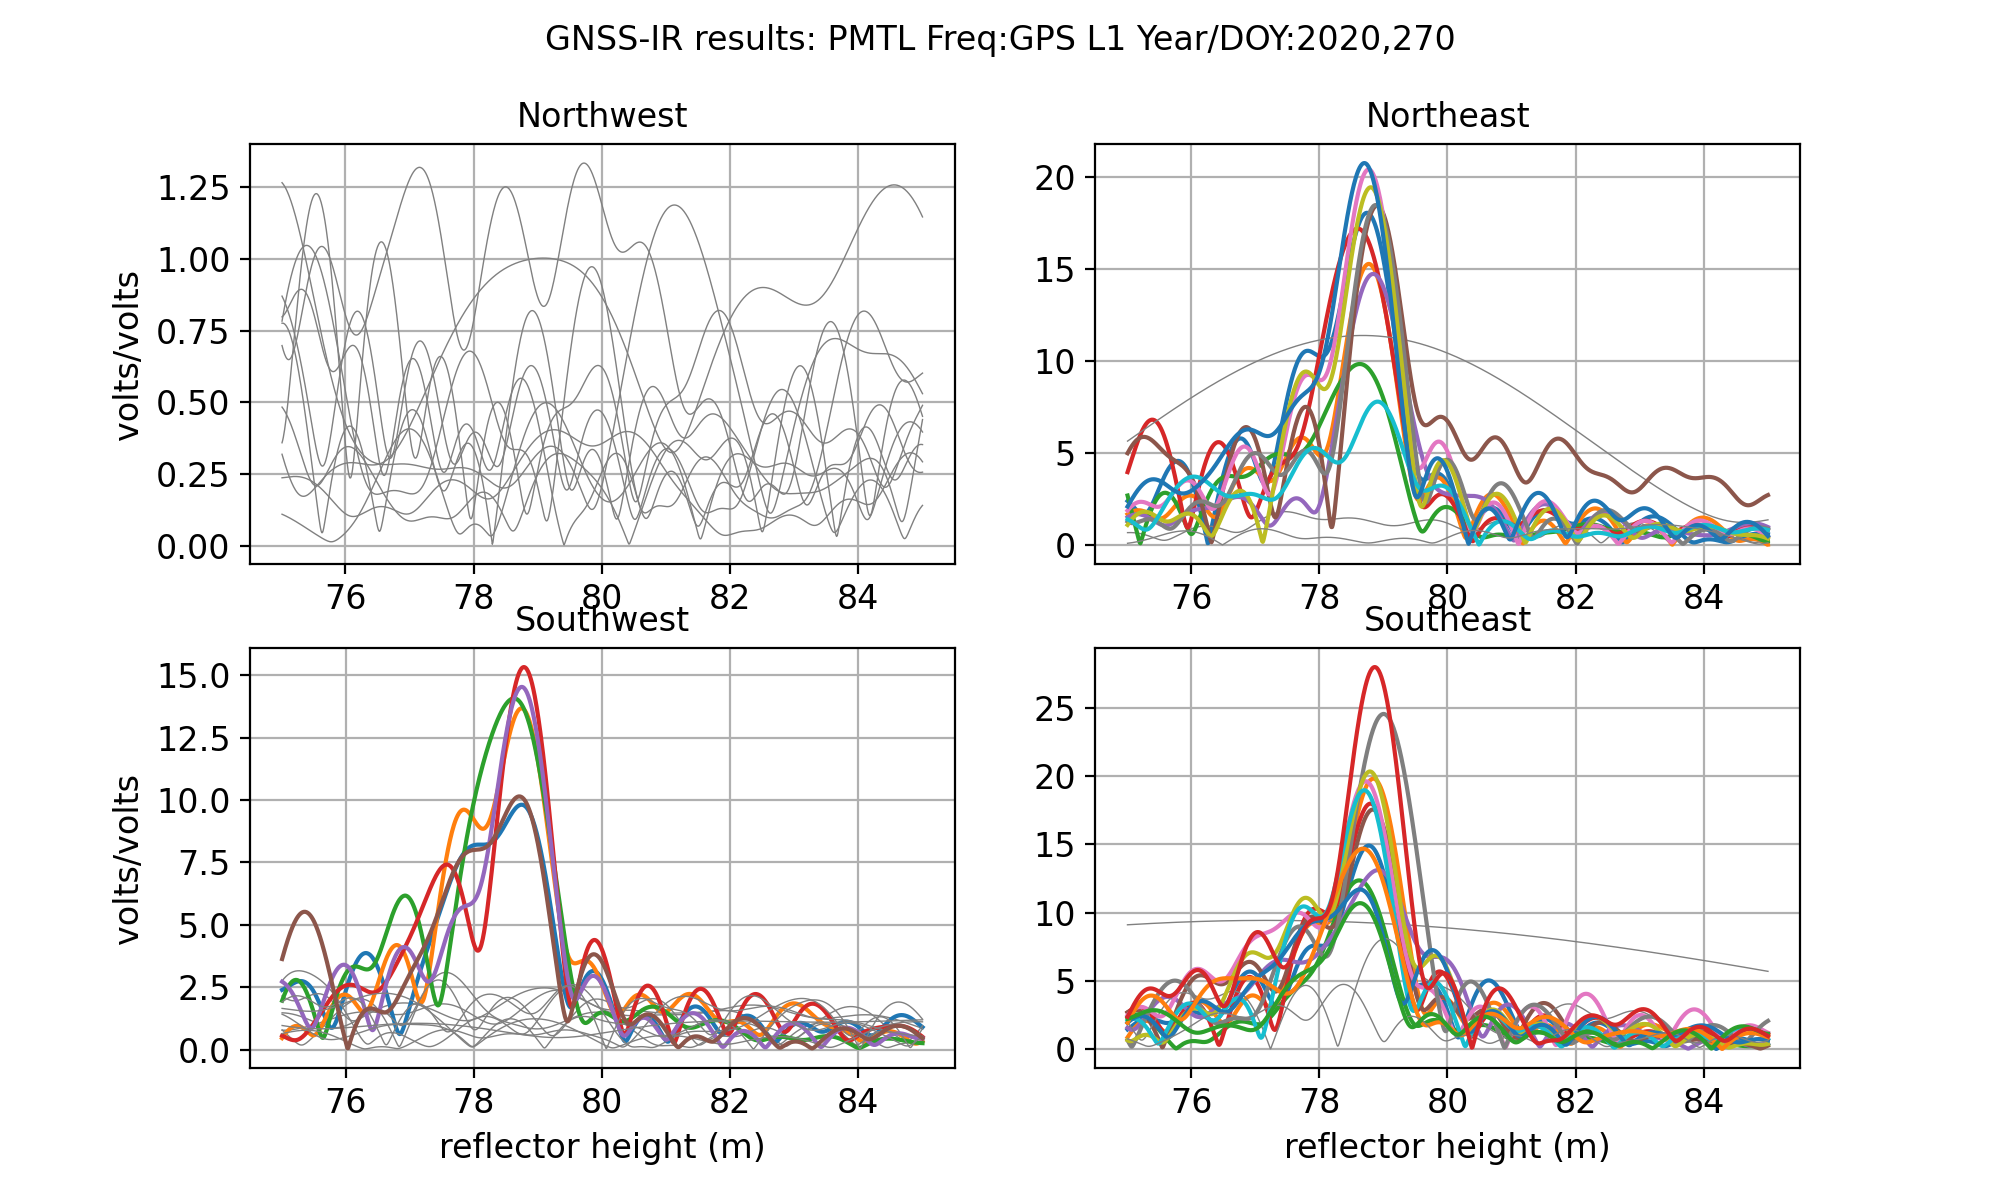 GNSS-IR results: PMTL Freq:GPS L1 Year/DOY:2020,270
Northwest
volts/volts
1.25
1.00
0.75
0.50
0.25
0.00
76 78 80 82 84
Northeast
20
15
10
5
0
76 78 80 82 84
Southwest
volts/volts
15.0
12.5
10.0
7.5
5.0
2.5
0.0
76 78 80 82 84
reflector height (m)
Southeast
25
20
15
10
5
0
76 78 80 82 84
reflector height (m)